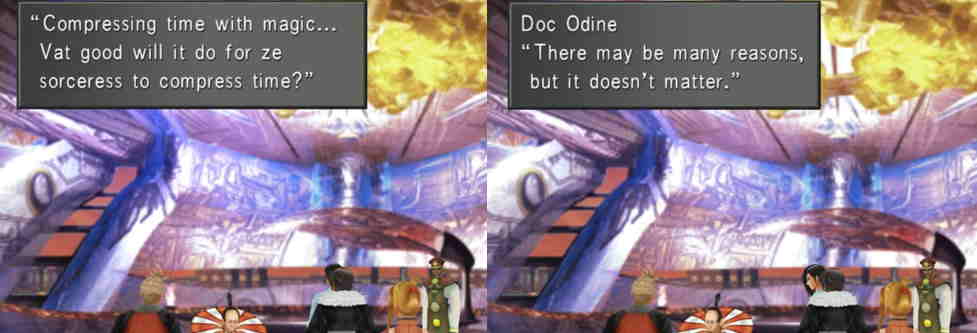 “Compressing time with magic...
Vat good will it do for ze
sorceress to compress time?”
Doc Odine
“There may be many reasons,
but it doesn't matter.”